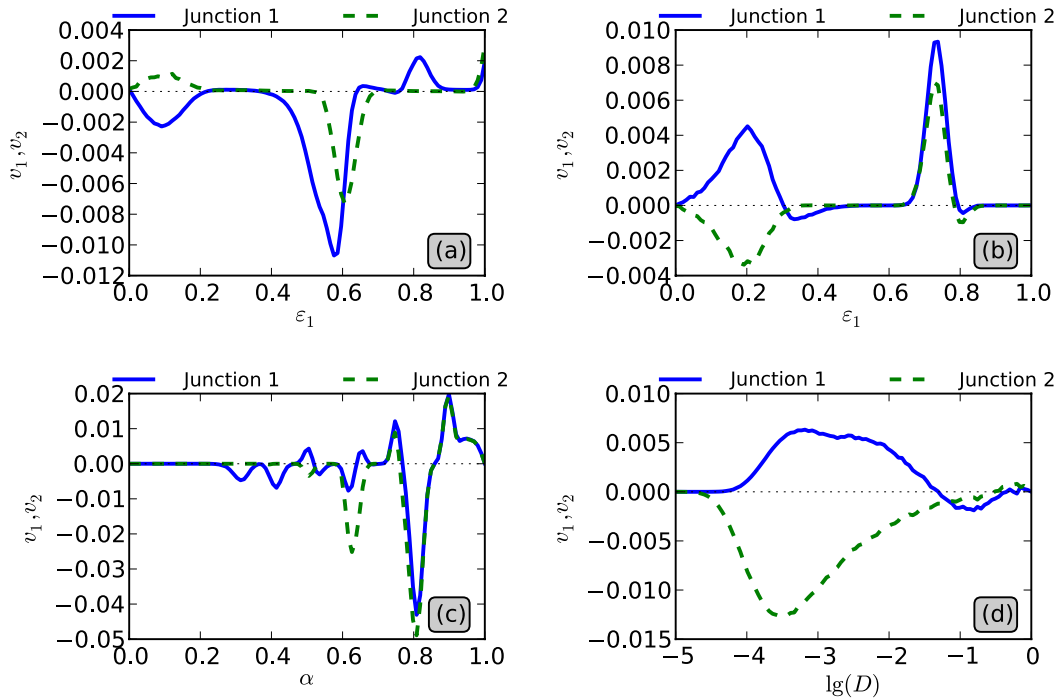 Junction 1 Junction 2
0.004
0.002
0.000
−0.002
−0.004
−0.006
−0.008
−0.010
−0.012
v₁, v₂
0.0 0.2 0.4 0.6 0.8 1.0
ε₁
(a)
Junction 1 Junction 2
0.010
0.008
0.006
0.004
0.002
0.000
−0.002
−0.004
v₁, v₂
0.0 0.2 0.4 0.6 0.8 1.0
ε₁
(b)
Junction 1 Junction 2
0.02
0.01
0.00
−0.01
−0.02
−0.03
−0.04
−0.05
v₁, v₂
0.0 0.2 0.4 0.6 0.8 1.0
α
(c)
Junction 1 Junction 2
0.010
0.005
0.000
−0.005
−0.010
−0.015
v₁, v₂
−5 −4 −3 −2 −1 0
lg(D)
(d)